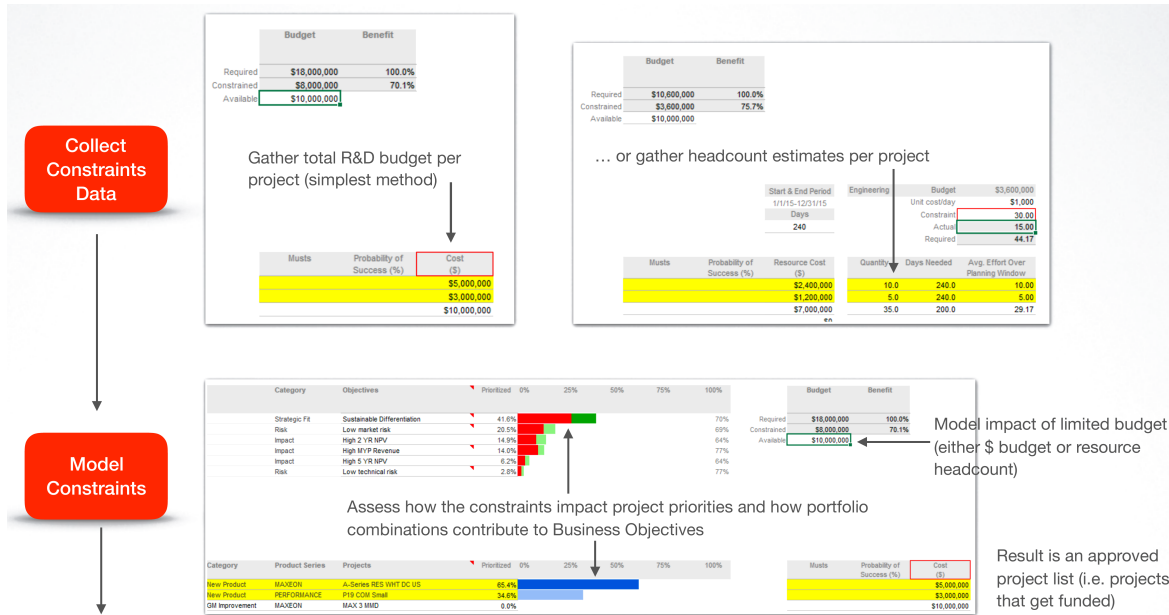 Collect
Constraints
Data
Budget Benefit
Required $18,000,000 100.0%
Constrained $8,000,000 70.1%
Available $10,000,000
Gather total R&D budget per
project (simplest method)
Musts Probability of Success (%) Cost ($)
$5,000,000
$3,000,000
$10,000,000
Budget Benefit
Required $10,600,000 100.0%
Constrained $3,600,000 75.7%
Available $10,000,000
… or gather headcount estimates per project
Start & End Period Engineering Budget $3,600,000
1/1/15-12/31/15 Unit cost/day $1,000
Days Constraint 30.00
240 Actual 15.00
Required 44.17
Musts Probability of Success (%) Resource Cost ($) Quantity Days Needed Avg. Effort Over Planning Window
$2,400,000 10.0 240.0 10.00
$1,200,000 5.0 240.0 5.00
$7,000,000 35.0 200.0 29.17
$0
Model
Constraints
Category Objectives Prioritized 0% 25% 50% 75% 100%
Strategic Fit Sustainable Differentiation 41.6% 70%
Risk Low market risk 20.5% 69%
Impact High 2 YR NPV 14.9% 64%
Impact High MYP Revenue 14.0% 77%
Impact High 5 YR NPV 6.2% 64%
Risk Low technical risk 2.8% 77%
Budget Benefit
Required $18,000,000 100.0%
Constrained $8,000,000 70.1%
Available $10,000,000
Model impact of limited budget
(either $ budget or resource
headcount)
Assess how the constraints impact project priorities and how portfolio
combinations contribute to Business Objectives
Category Product Series Projects Prioritized 0% 25% 50% 75% 100% Musts Probability of Success (%) Cost ($)
New Product MAXEON A-Series RES WHT DC US 65.4% $5,000,000
New Product PERFORMANCE P19 COM Small 34.6% $3,000,000
GM Improvement MAXEON MAX 3 MMD 0.0% $10,000,000
Result is an approved
project list (i.e. projects
that get funded)